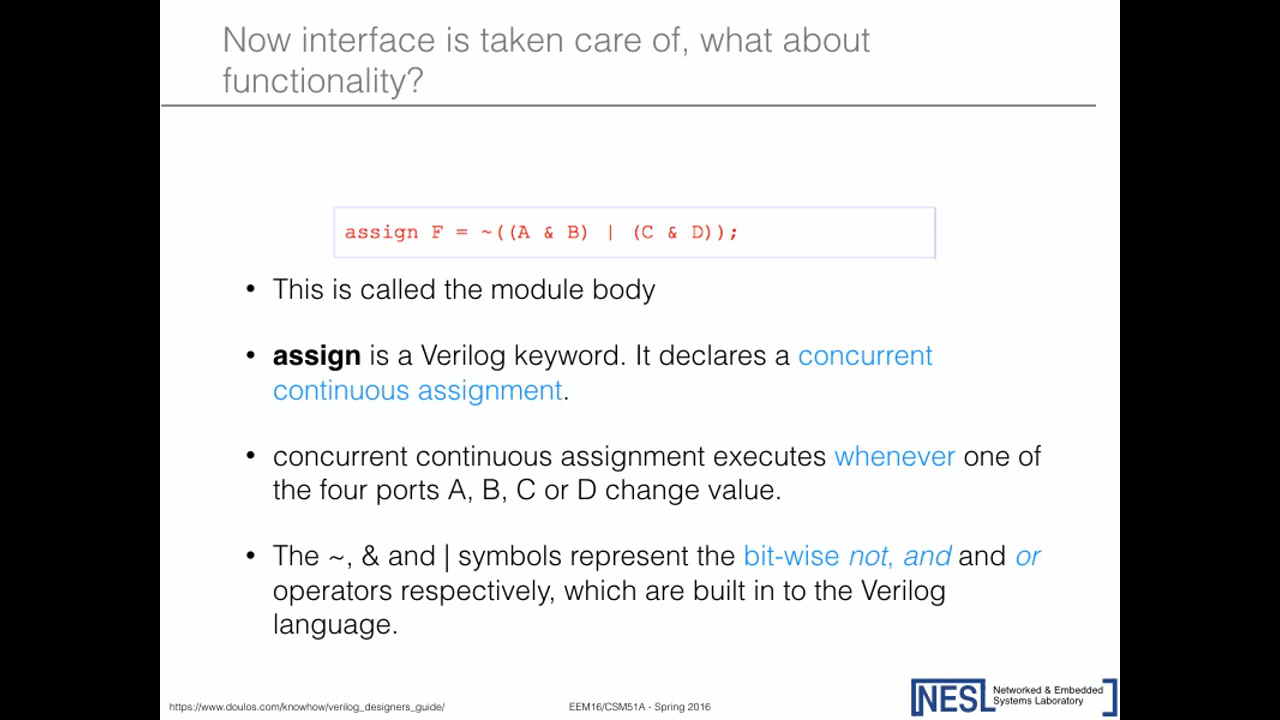 Now interface is taken care of, what about
functionality?
assign F = ~((A & B) | (C & D));
• This is called the module body
• assign is a Verilog keyword. It declares a concurrent
continuous assignment.
• concurrent continuous assignment executes whenever one of
the four ports A, B, C or D change value.
• The ~, & and | symbols represent the bit-wise not, and and or
operators respectively, which are built in to the Verilog
language.
https://www.doulos.com/knowhow/verilog_designers_guide/
EEM16/CSM51A - Spring 2016
NESL Networked & Embedded
Systems Laboratory